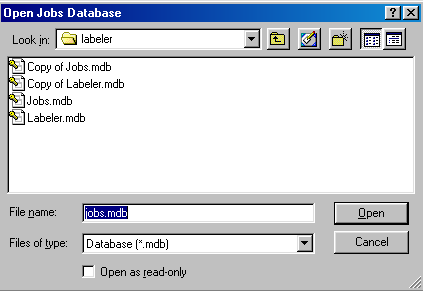 Open Jobs Database
Look in: labeler
Copy of Jobs.mdb
Copy of Labeler.mdb
Jobs.mdb
Labeler.mdb
File name: jobs.mdb Open
Files of type: Database (*.mdb) Cancel
Open as read-only